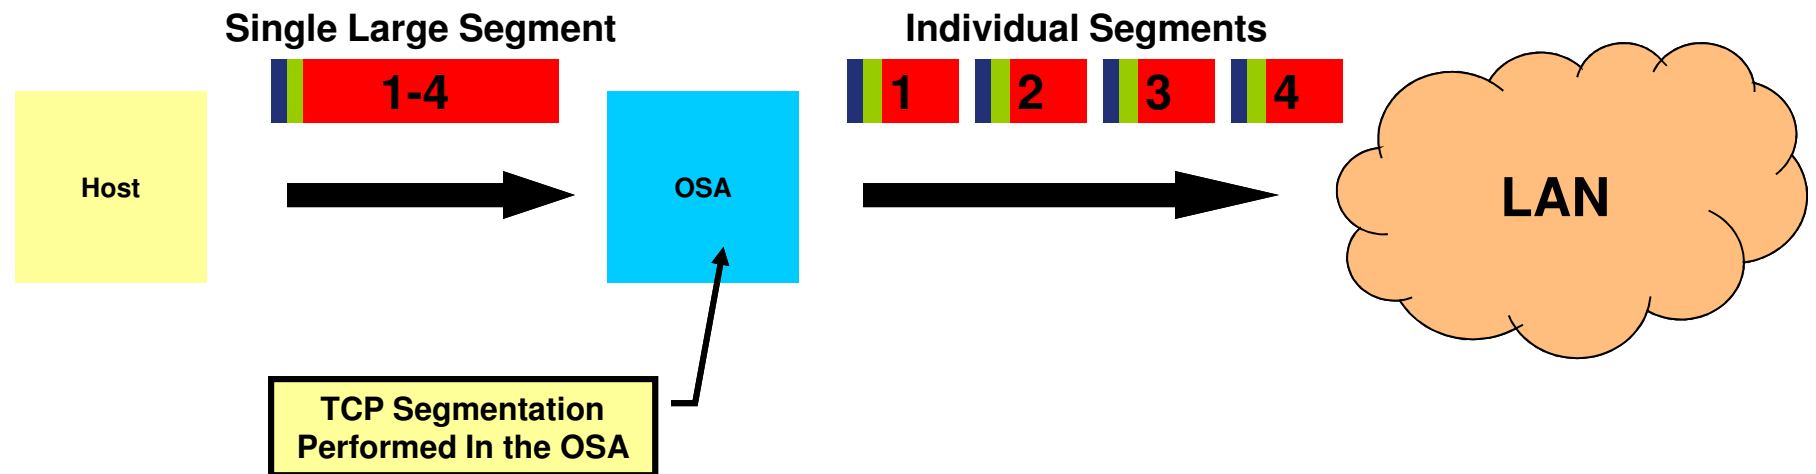 Single Large Segment
Individual Segments
1-4
1
2
3
4
Host
OSA
LAN
TCP Segmentation
Performed In the OSA